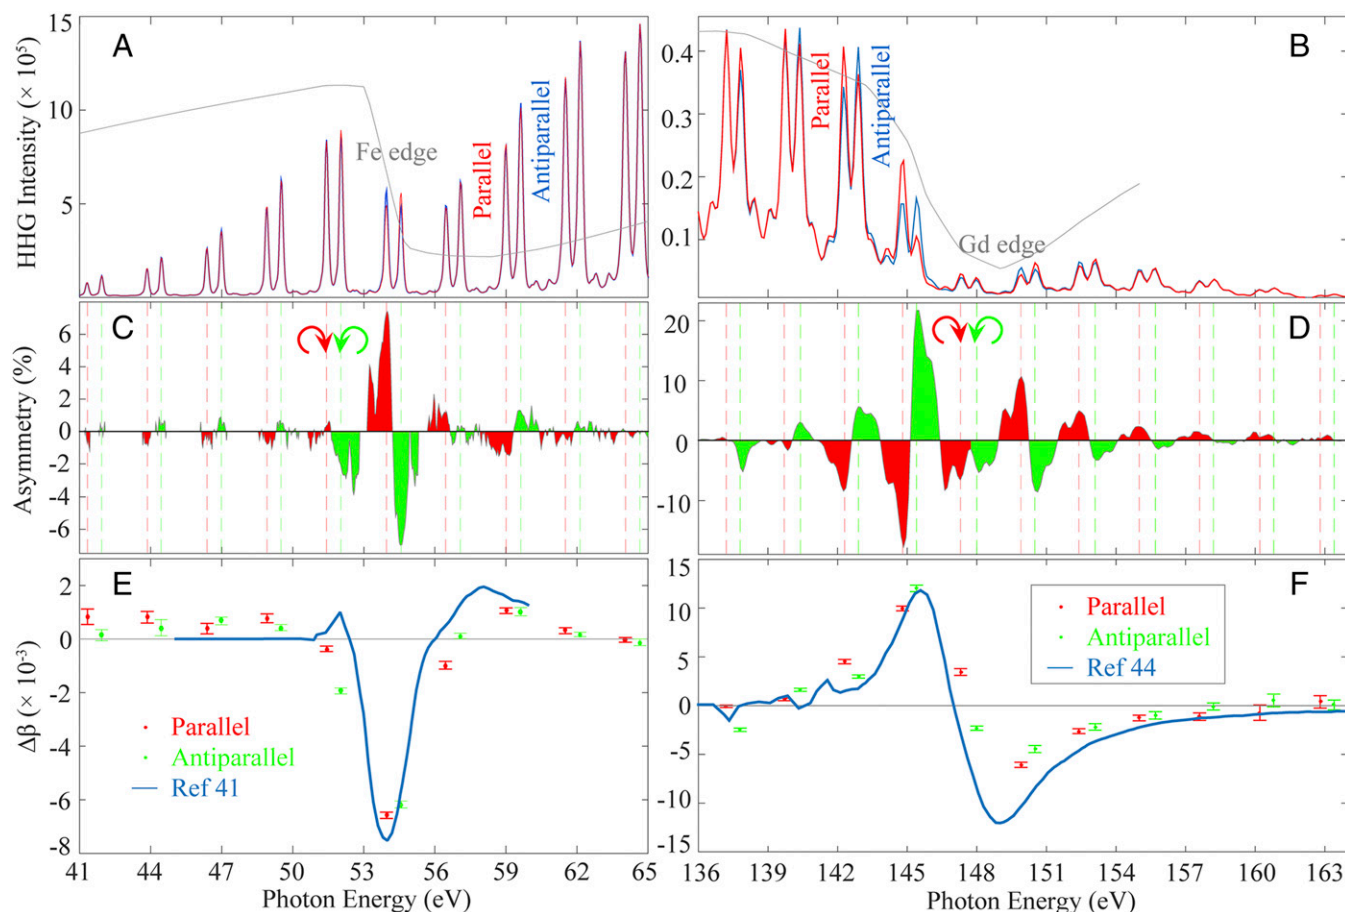 A
HHG Intensity (× 10⁵)
15
10
5
Fe edge
Parallel
Antiparallel
B
0.4
0.3
0.2
0.1
Parallel
Antiparallel
Gd edge
C
Asymmetry (%)
6
4
2
0
-2
-4
-6
D
20
10
0
-10
E
Δβ (× 10⁻³)
2
0
-2
-4
-6
-8
Parallel
Antiparallel
Ref 41
41 44 47 50 53 56 59 62 65
Photon Energy (eV)
F
15
10
5
0
-5
-10
-15
Parallel
Antiparallel
Ref 44
136 139 142 145 148 151 154 157 160 163
Photon Energy (eV)